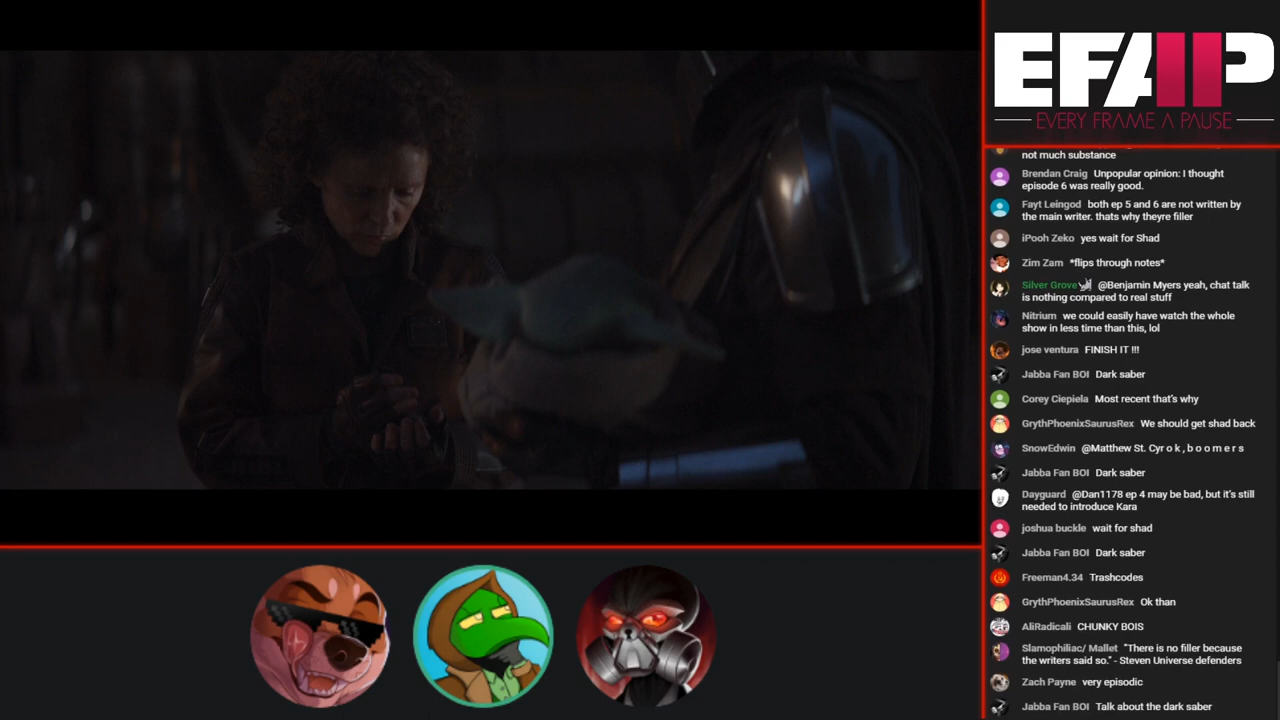 EFAP
EVERY FRAME A PAUSE
not much substance
Brendan Craig Unpopular opinion: I thought
episode 6 was really good.
Fayt Leingod both ep 5 and 6 are not written by
the main writer. thats why theyre filler
iPooh Zeko yes wait for Shad
Zim Zam *flips through notes*
Silver Grove @Benjamin Myers yeah, chat talk
is nothing compared to real stuff
Nitrium we could easily have watch the whole
show in less time than this, lol
jose ventura FINISH IT !!!
Jabba Fan BOI Dark saber
Corey Ciepiela Most recent that's why
GrythPhoenixSaurusRex We should get shad back
SnowEdwin @Matthew St. Cyr o k , b o o m e r s
Jabba Fan BOI Dark saber
Dayguard @Dan1178 ep 4 may be bad, but it's still
needed to introduce Kara
joshua buckle wait for shad
Jabba Fan BOI Dark saber
Freeman4.34 Trashcodes
GrythPhoenixSaurusRex Ok than
AliRadicali CHUNKY BOIS
Slamophiliac/ Mallet "There is no filler because
the writers said so." - Steven Universe defenders
Zach Payne very episodic
Jabba Fan BOI Talk about the dark saber